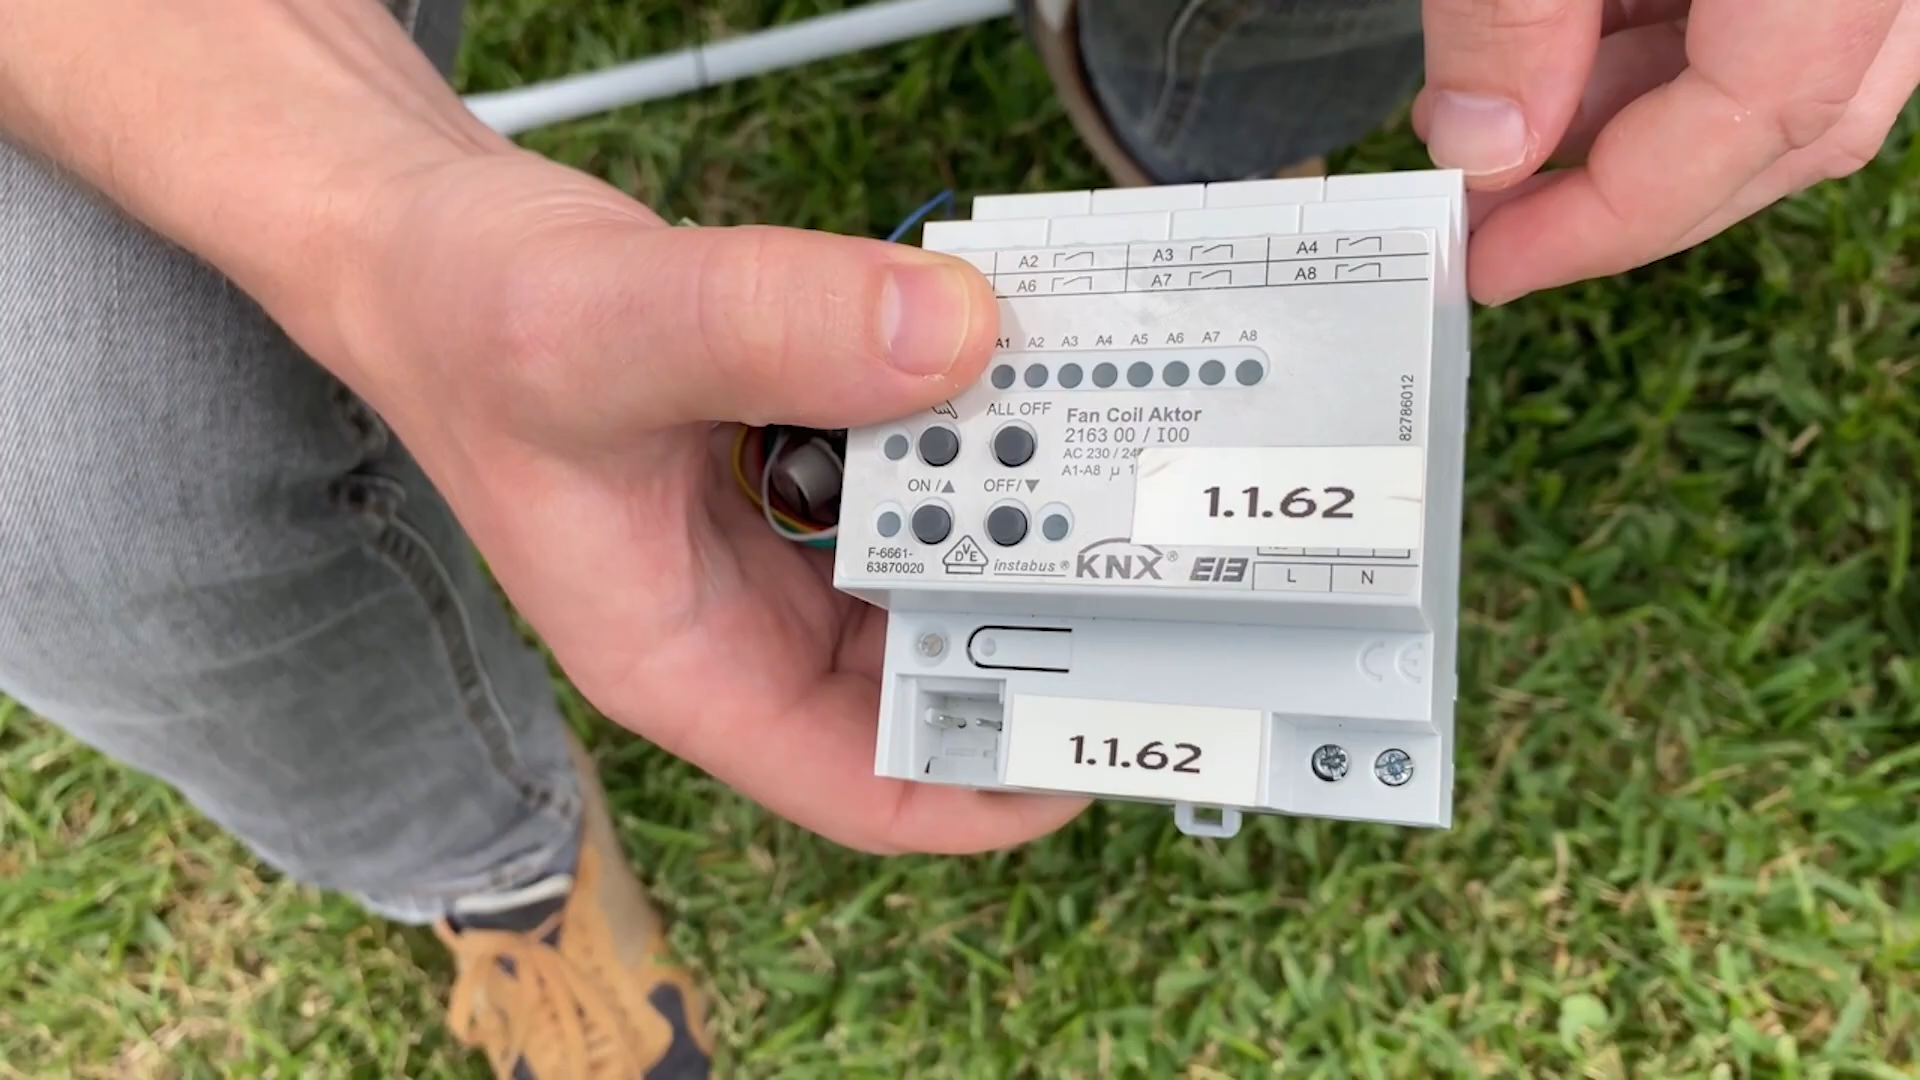 A2 A3 A4
A6 A7 A8
A1 A2 A3 A4 A5 A6 A7 A8
ALL OFF
Fan Coil Aktor
2163 00 / I00
AC 230 /
A1-A8 µ
82786012
1.1.62
ON /▲ OFF/▼
F-6661-
63870020
VDE
instabus ®
KNX®
EIB
L N
CE
1.1.62